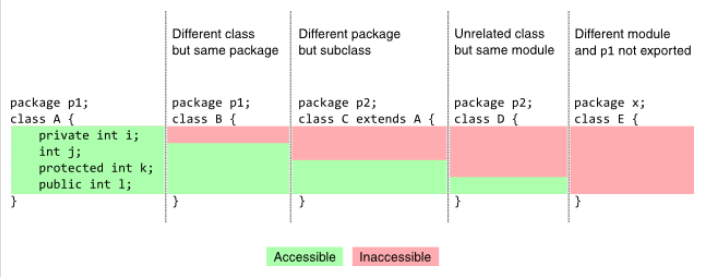 Different class
but same package
Different package
but subclass
Unrelated class
but same module
Different module
and p1 not exported
package p1;
class A {
    private int i;
    int j;
    protected int k;
    public int l;
}
package p1;
class B {
}
package p2;
class C extends A {
}
package p2;
class D {
}
package x;
class E {
}
Accessible
Inaccessible